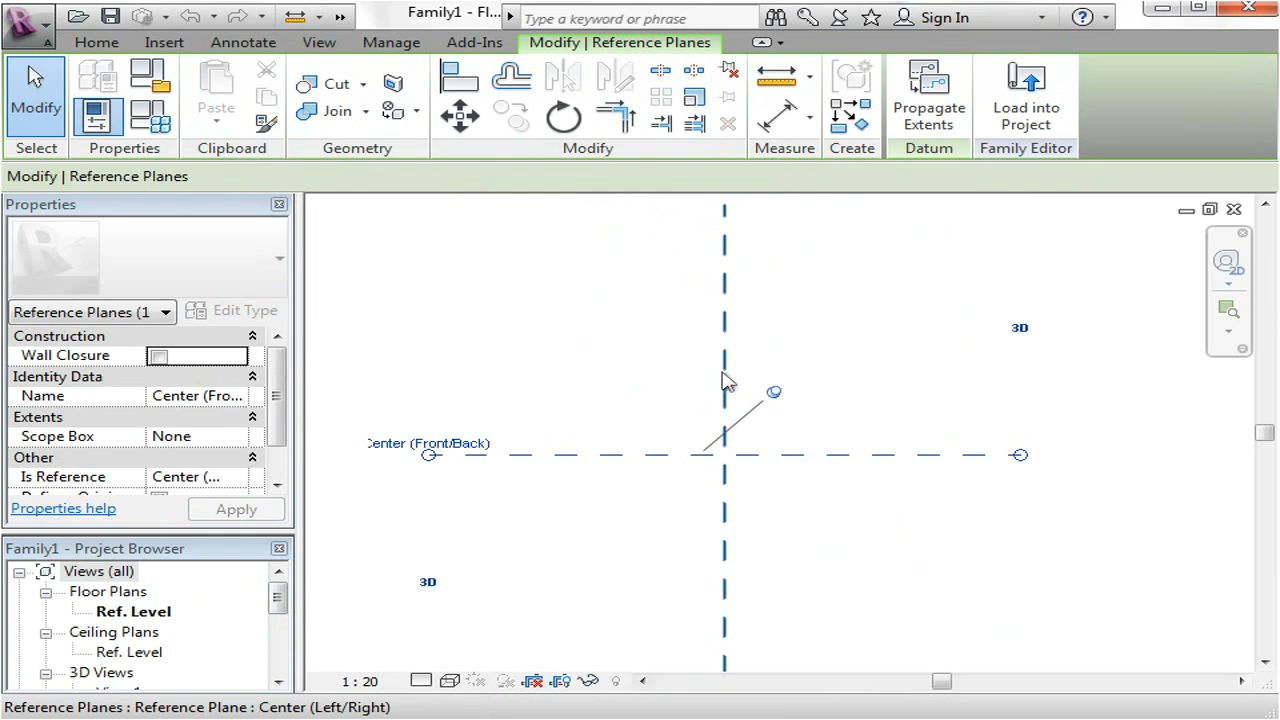 Family1 - Fl...
Type a keyword or phrase
Sign In
Home
Insert
Annotate
View
Manage
Add-Ins
Modify | Reference Planes
Modify
Paste
Cut
Join
Propagate
Extents
Load into
Project
Select
Properties
Clipboard
Geometry
Modify
Measure
Create
Datum
Family Editor
Modify | Reference Planes
Properties
Reference Planes (1
Edit Type
Construction
Wall Closure
Identity Data
Name
Center (Fro...
Extents
Scope Box
None
Other
Is Reference
Center (...
Properties help
Apply
Family1 - Project Browser
Views (all)
Floor Plans
Ref. Level
Ceiling Plans
Ref. Level
3D Views
3D
Center (Front/Back)
3D
2D
1 : 20
Reference Planes : Reference Plane : Center (Left/Right)